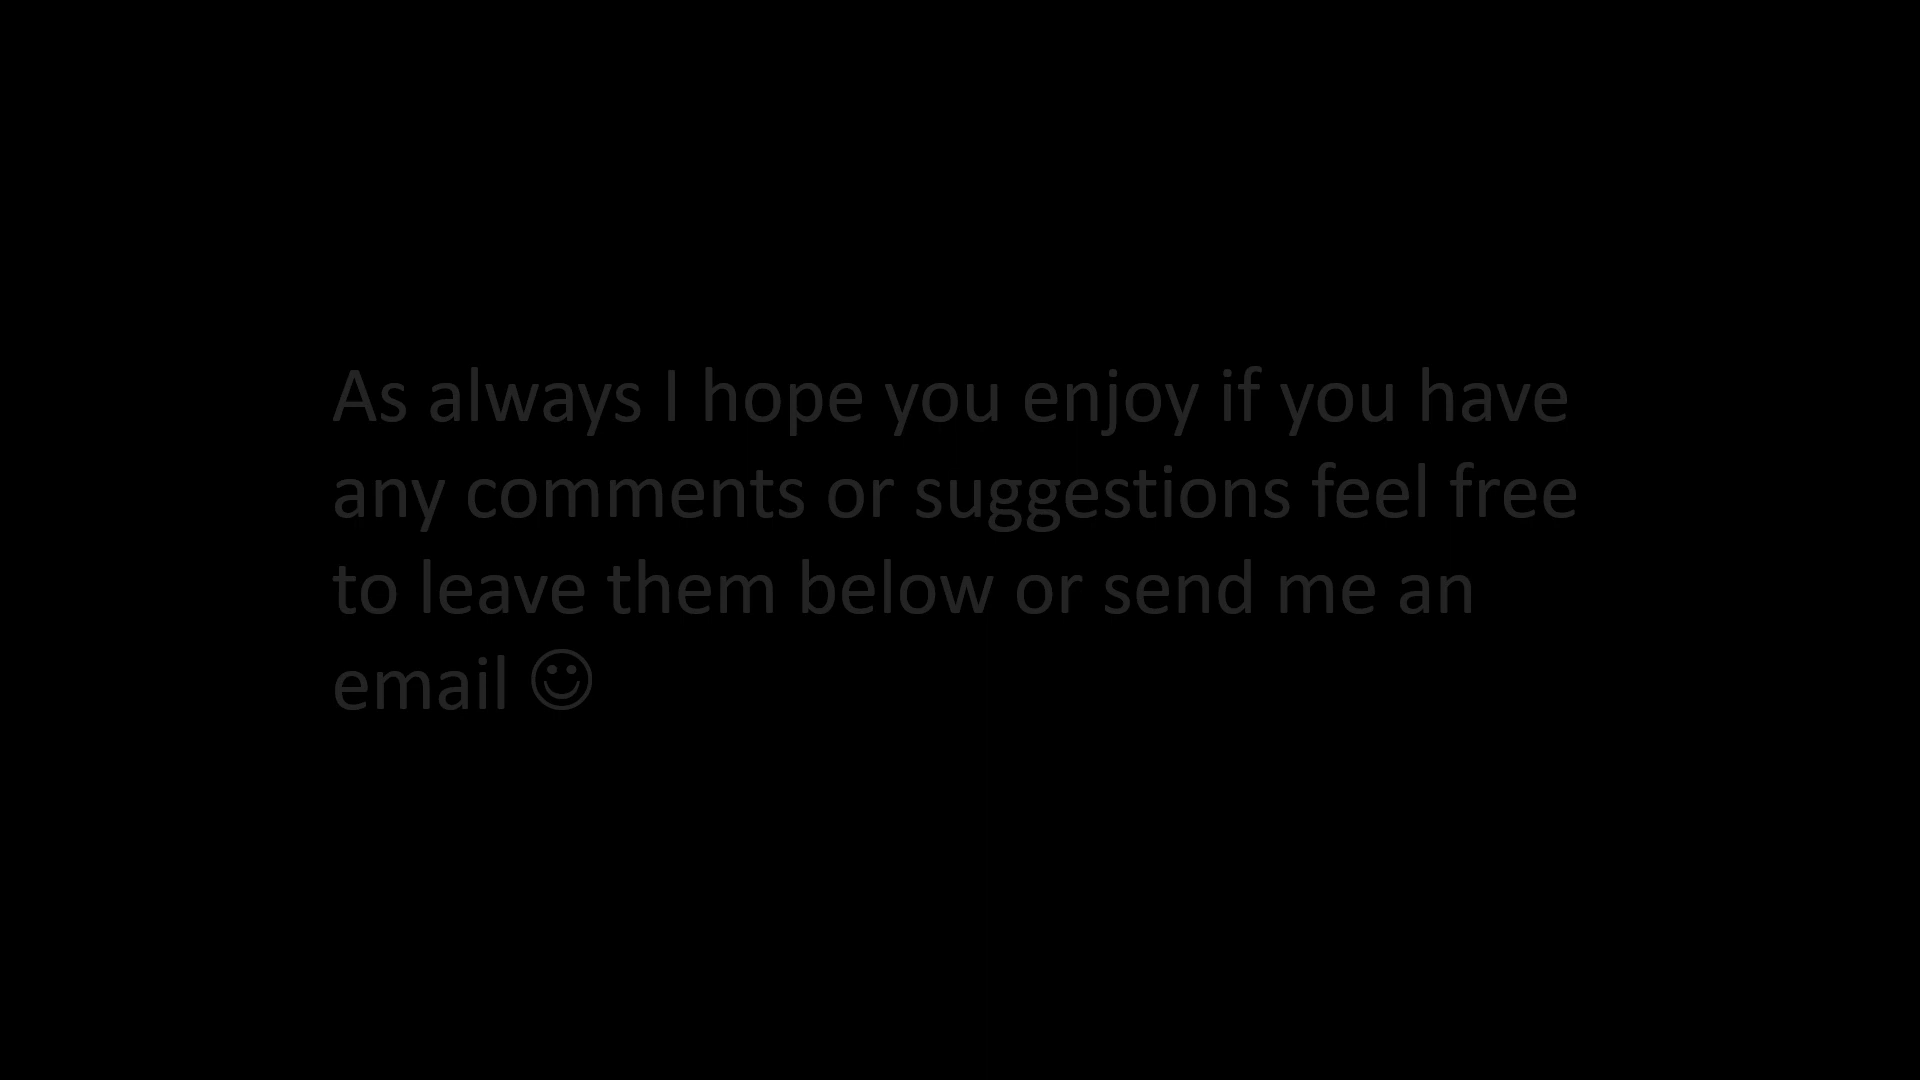 As always I hope you enjoy if you have
any comments or suggestions feel free
to leave them below or send me an
email ☺